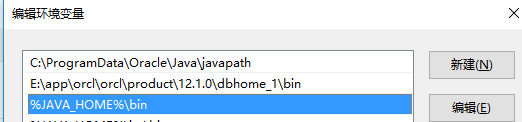 编辑环境变量
C:\ProgramData\Oracle\Java\javapath
新建(N)
E:\app\orcl\orcl\product\12.1.0\dbhome_1\bin
%JAVA_HOME%\bin
编辑(E)